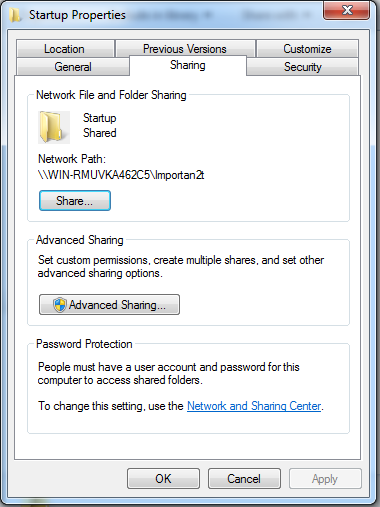 Startup Properties
Location
Previous Versions
Customize
General
Sharing
Security
Network File and Folder Sharing
Startup
Shared
Network Path:
\\WIN-RMUVKA462C5\Importan2t
Share...
Advanced Sharing
Set custom permissions, create multiple shares, and set other
advanced sharing options.
Advanced Sharing...
Password Protection
People must have a user account and password for this
computer to access shared folders.
To change this setting, use the Network and Sharing Center.
OK
Cancel
Apply